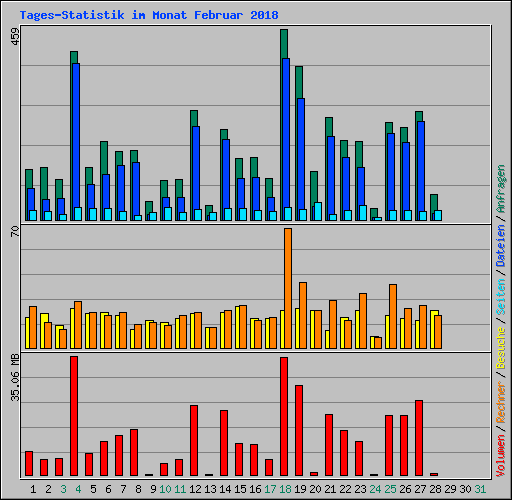 Tages-Statistik im Monat Februar 2018
459
70
35.06 MB
Volumen / Rechner / Besuche / Seiten / Dateien / Anfragen
1 2 3 4 5 6 7 8 9 10 11 12 13 14 15 16 17 18 19 20 21 22 23 24 25 26 27 28 29 30 31